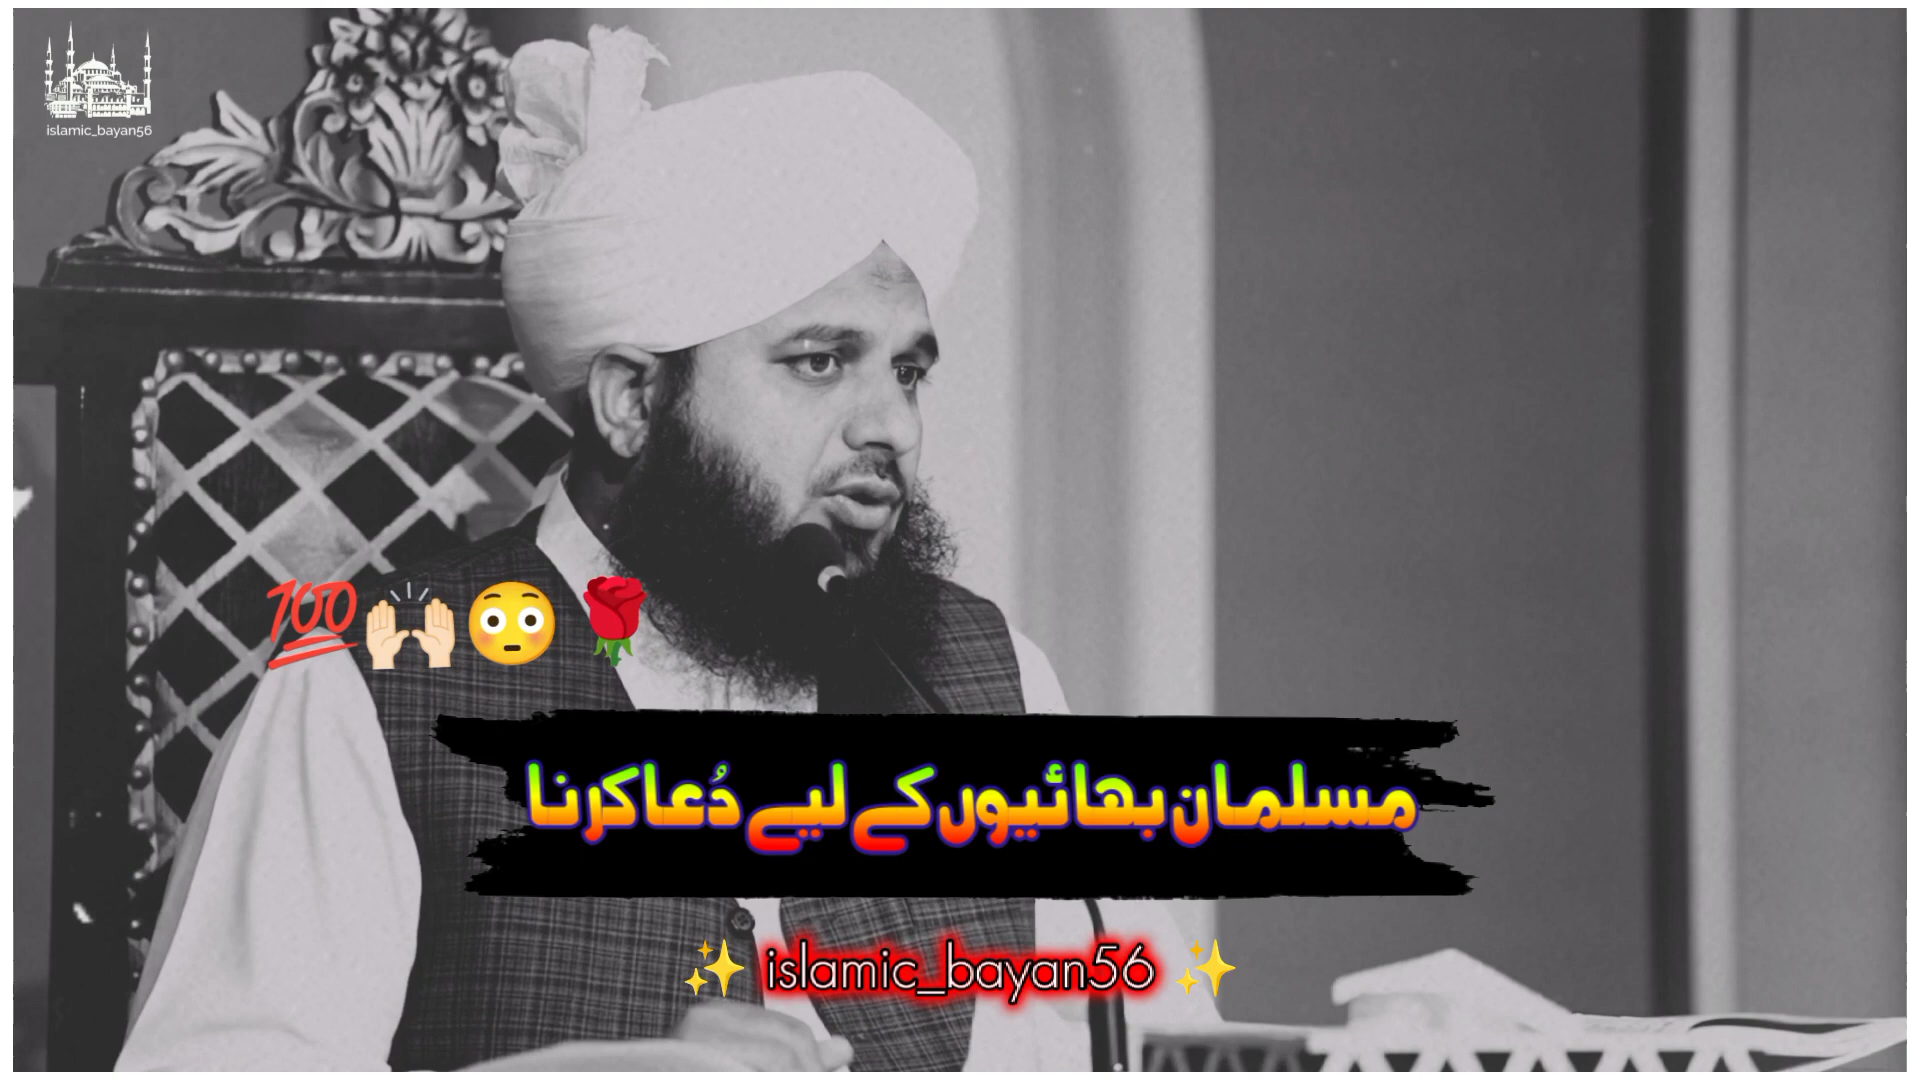 islamic_bayan56
💯🙌🏻😳🌹
مسلمان بھائیوں کے لیے دُعا کرنا
✨ islamic_bayan56 ✨